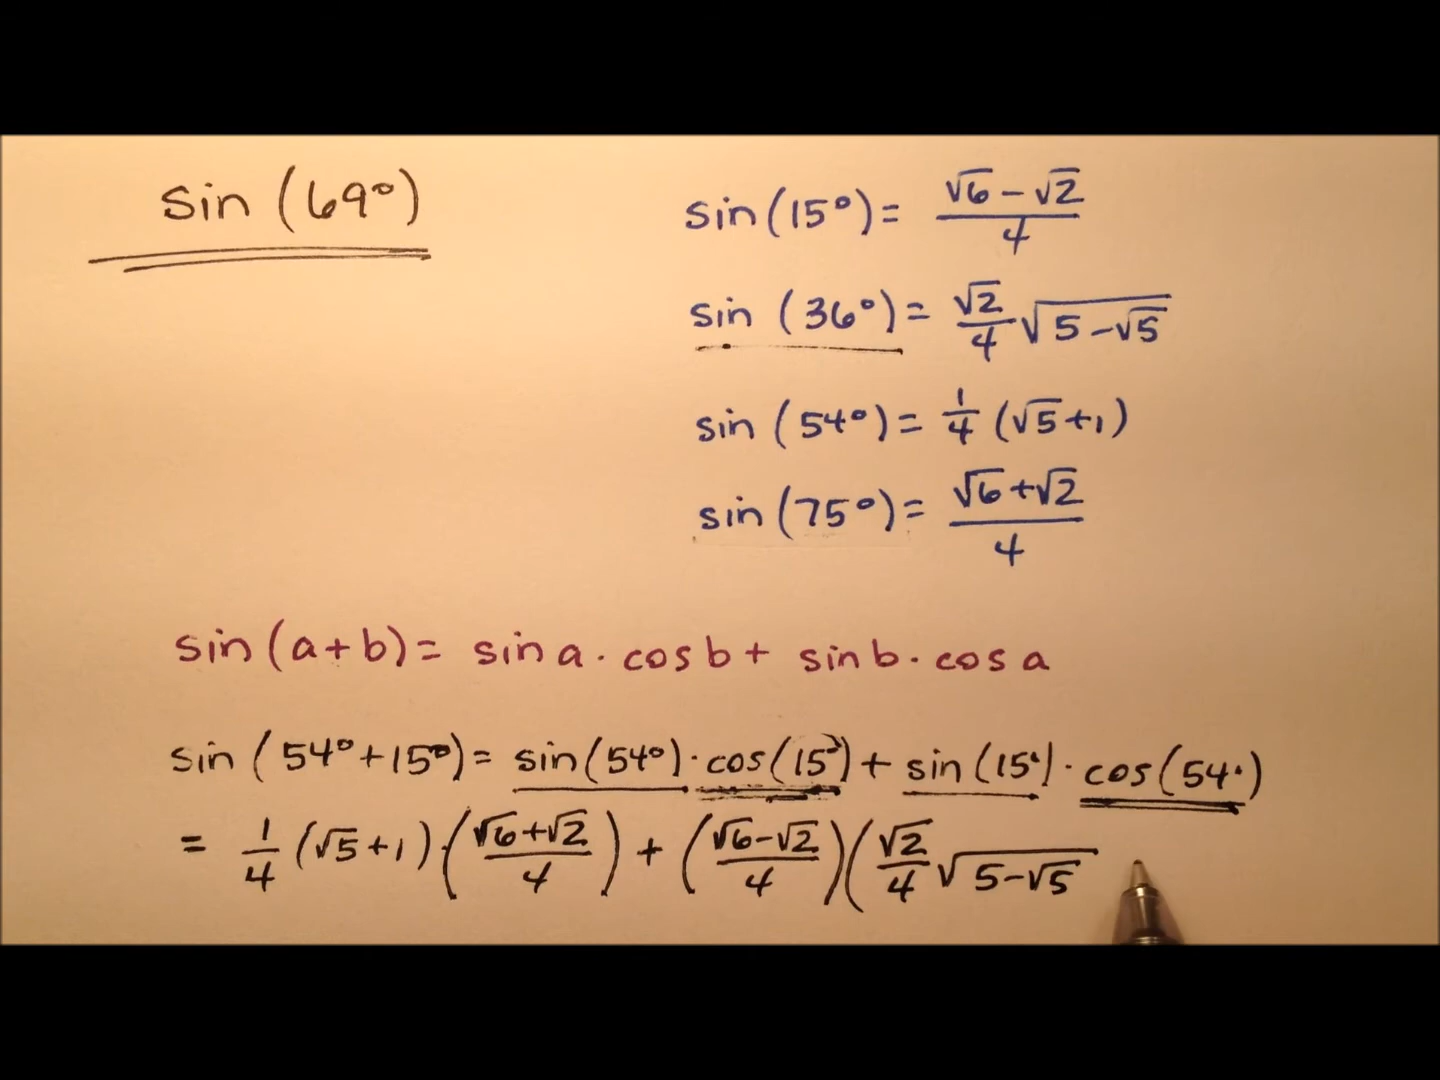 sin (69°)
sin(15°) = √6 - √2 / 4
sin (36°) = √2/4 √(5-√5)
sin (54°) = 1/4 (√5+1)
sin(75°) = √6+√2 / 4
sin(a+b) = sin a · cos b + sin b · cos a
sin (54°+15°) = sin(54°) · cos(15°) + sin(15°) · cos(54°)
= 1/4 (√5+1) · (√6+√2 / 4) + (√6-√2 / 4)(√2/4 √(5-√5)